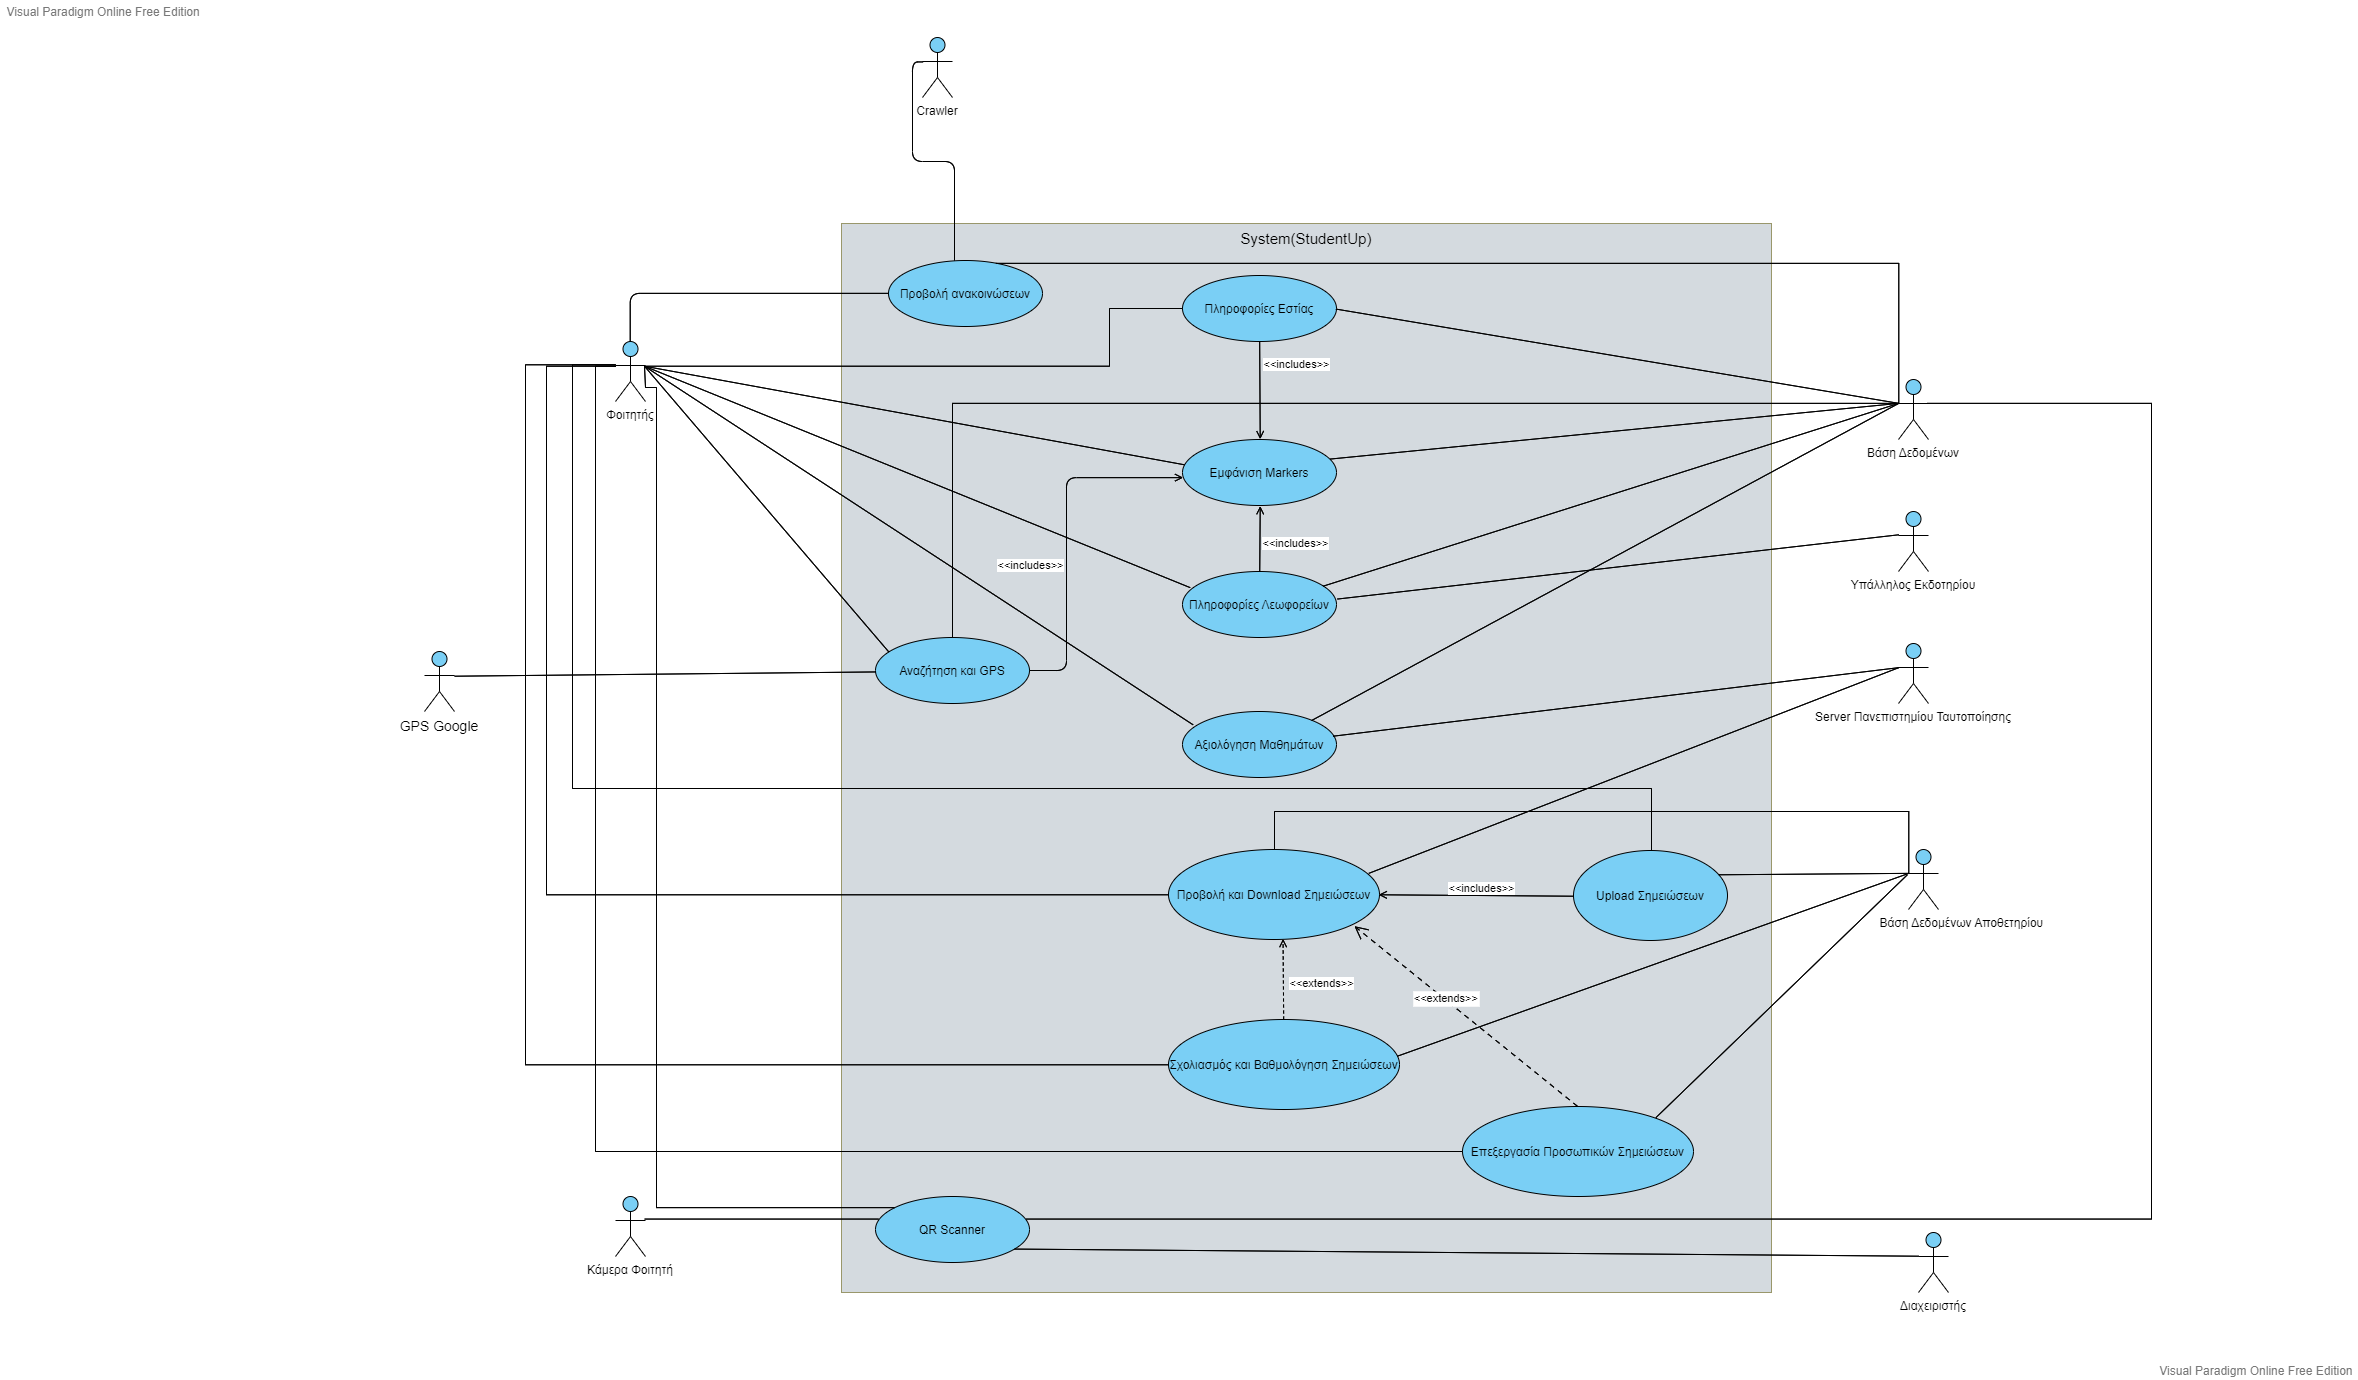 Visual Paradigm Online Free Edition
Crawler
System(StudentUp)
Προβολή ανακοινώσεων
Πληροφορίες Εστίας
<<includes>>
Φοιτητής
Βάση Δεδομένων
Εμφάνιση Markers
<<includes>>
<<includes>>
Υπάλληλος Εκδοτηρίου
Πληροφορίες Λεωφορείων
Αναζήτηση και GPS
GPS Google
Server Πανεπιστημίου Ταυτοποίησης
Αξιολόγηση Μαθημάτων
Προβολή και Download Σημειώσεων
<<includes>>
Upload Σημειώσεων
Βάση Δεδομένων Αποθετηρίου
<<extends>>
<<extends>>
Σχολιασμός και Βαθμολόγηση Σημειώσεων
Επεξεργασία Προσωπικών Σημειώσεων
QR Scanner
Κάμερα Φοιτητή
Διαχειριστής
Visual Paradigm Online Free Edition